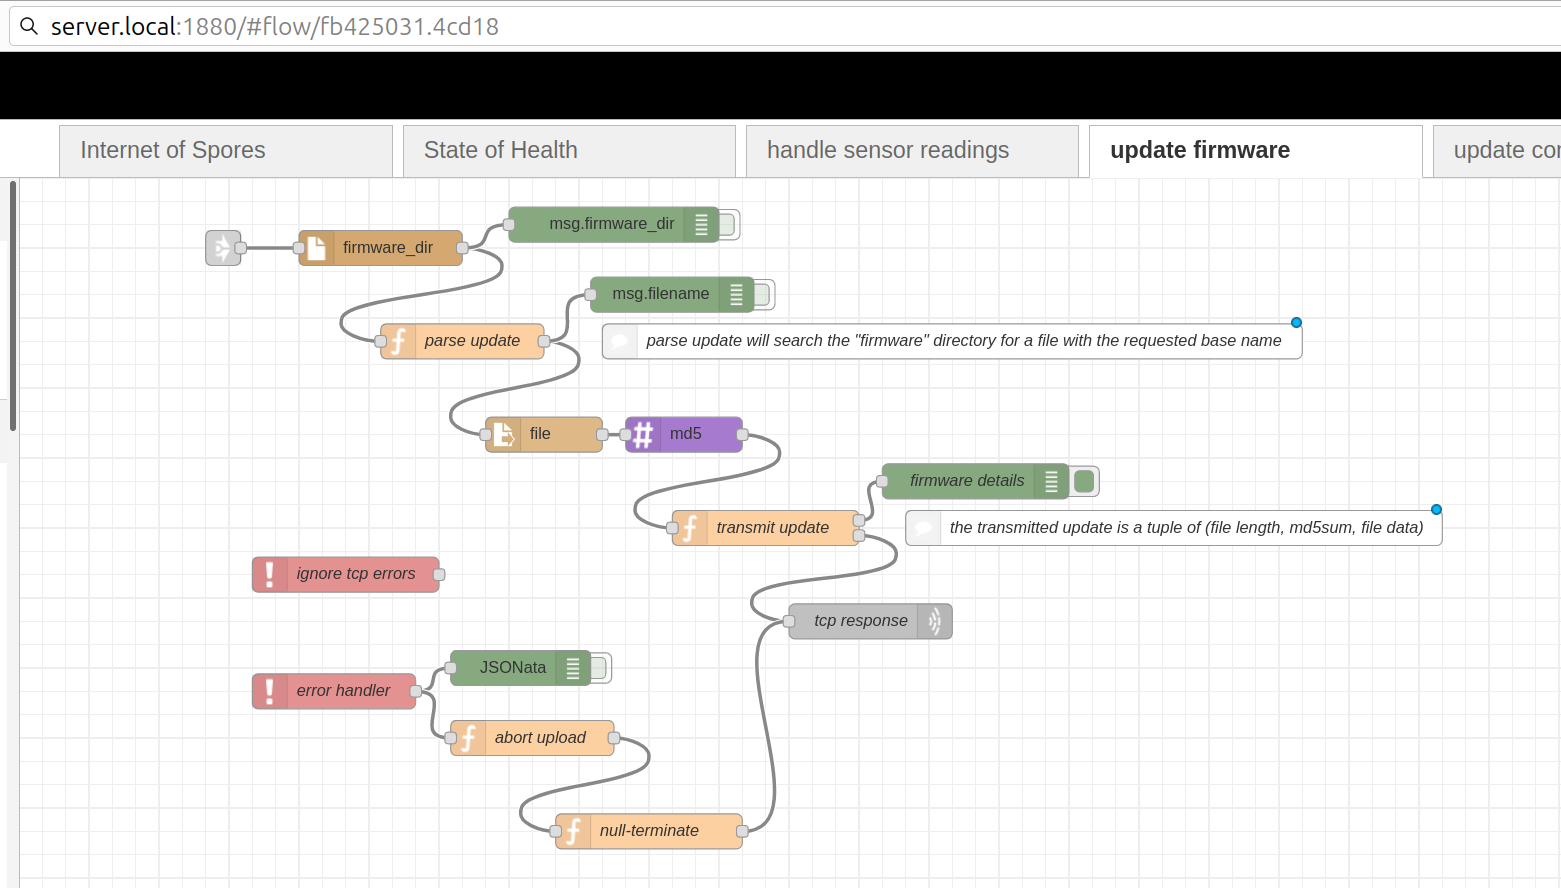 server.local:1880/#flow/fb425031.4cd18
Internet of Spores
State of Health
handle sensor readings
update firmware
update cor
msg.firmware_dir
firmware_dir
msg.filename
parse update
parse update will search the "firmware" directory for a file with the requested base name
file
md5
firmware details
transmit update
the transmitted update is a tuple of (file length, md5sum, file data)
ignore tcp errors
tcp response
JSONata
error handler
abort upload
null-terminate